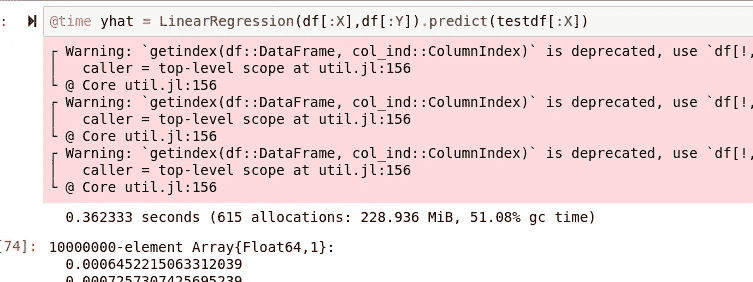 : @time yhat = LinearRegression(df[:X],df[:Y]).predict(testdf[:X])
┌ Warning: `getindex(df::DataFrame, col_ind::ColumnIndex)` is deprecated, use `df[!,
│   caller = top-level scope at util.jl:156
└ @ Core util.jl:156
┌ Warning: `getindex(df::DataFrame, col_ind::ColumnIndex)` is deprecated, use `df[!,
│   caller = top-level scope at util.jl:156
└ @ Core util.jl:156
┌ Warning: `getindex(df::DataFrame, col_ind::ColumnIndex)` is deprecated, use `df[!,
│   caller = top-level scope at util.jl:156
└ @ Core util.jl:156
0.362333 seconds (615 allocations: 228.936 MiB, 51.08% gc time)
[74]: 10000000-element Array{Float64,1}:
0.0006452215063312039
0.0007257307425695239